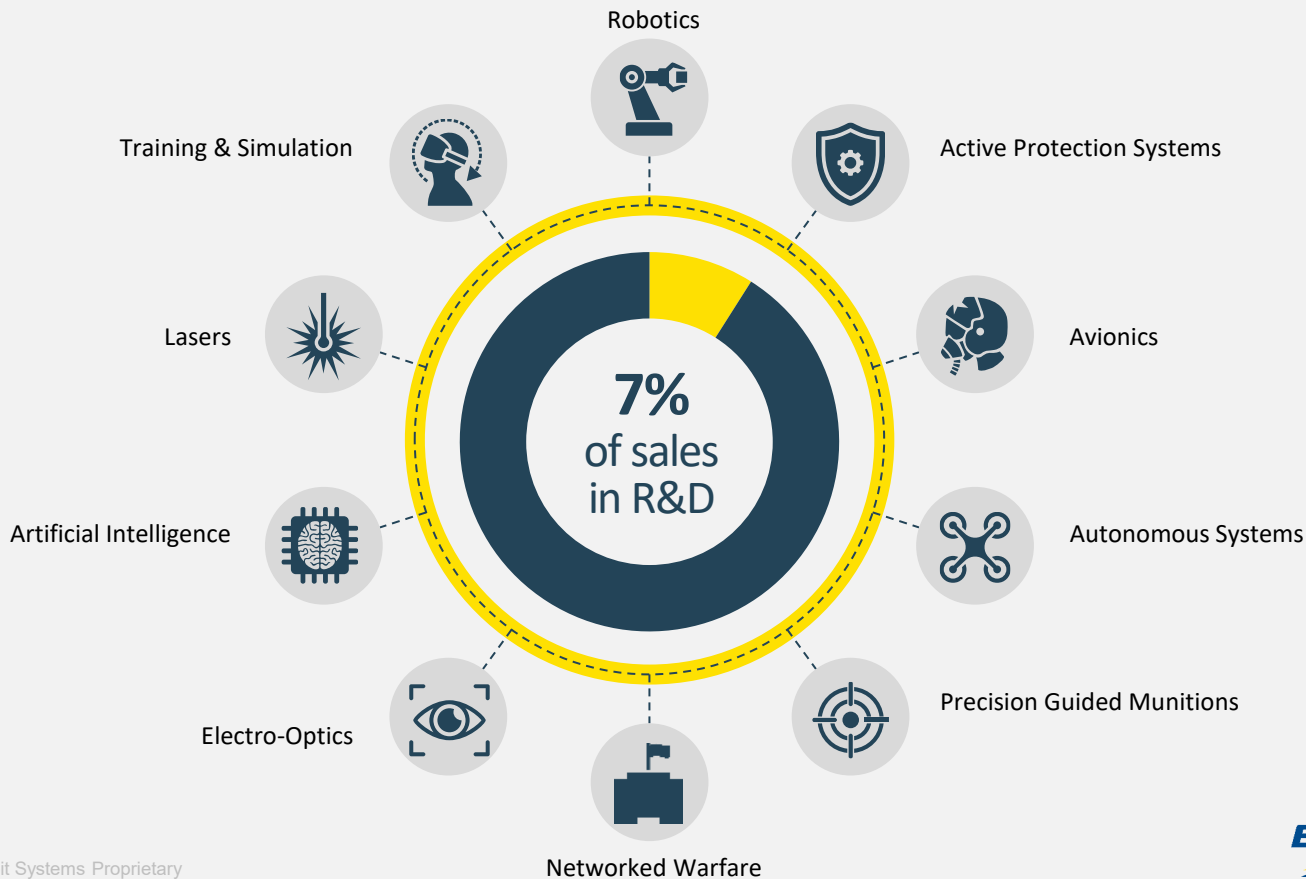 Robotics
Training & Simulation
Active Protection Systems
Lasers
Avionics
7%
of sales
in R&D
Artificial Intelligence
Autonomous Systems
Precision Guided Munitions
Electro-Optics
Networked Warfare
it Systems Proprietary